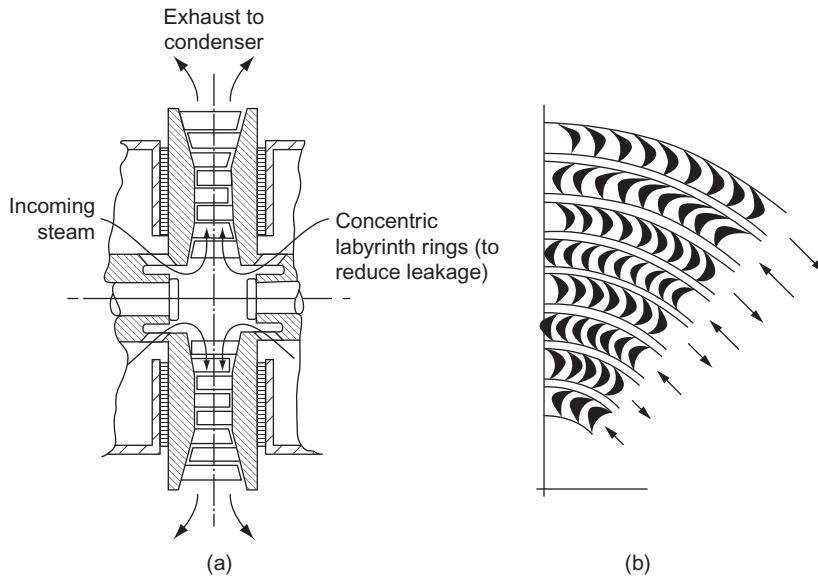 Exhaust to
condenser
Incoming
steam
Concentric
labyrinth rings (to
reduce leakage)
(a)
(b)